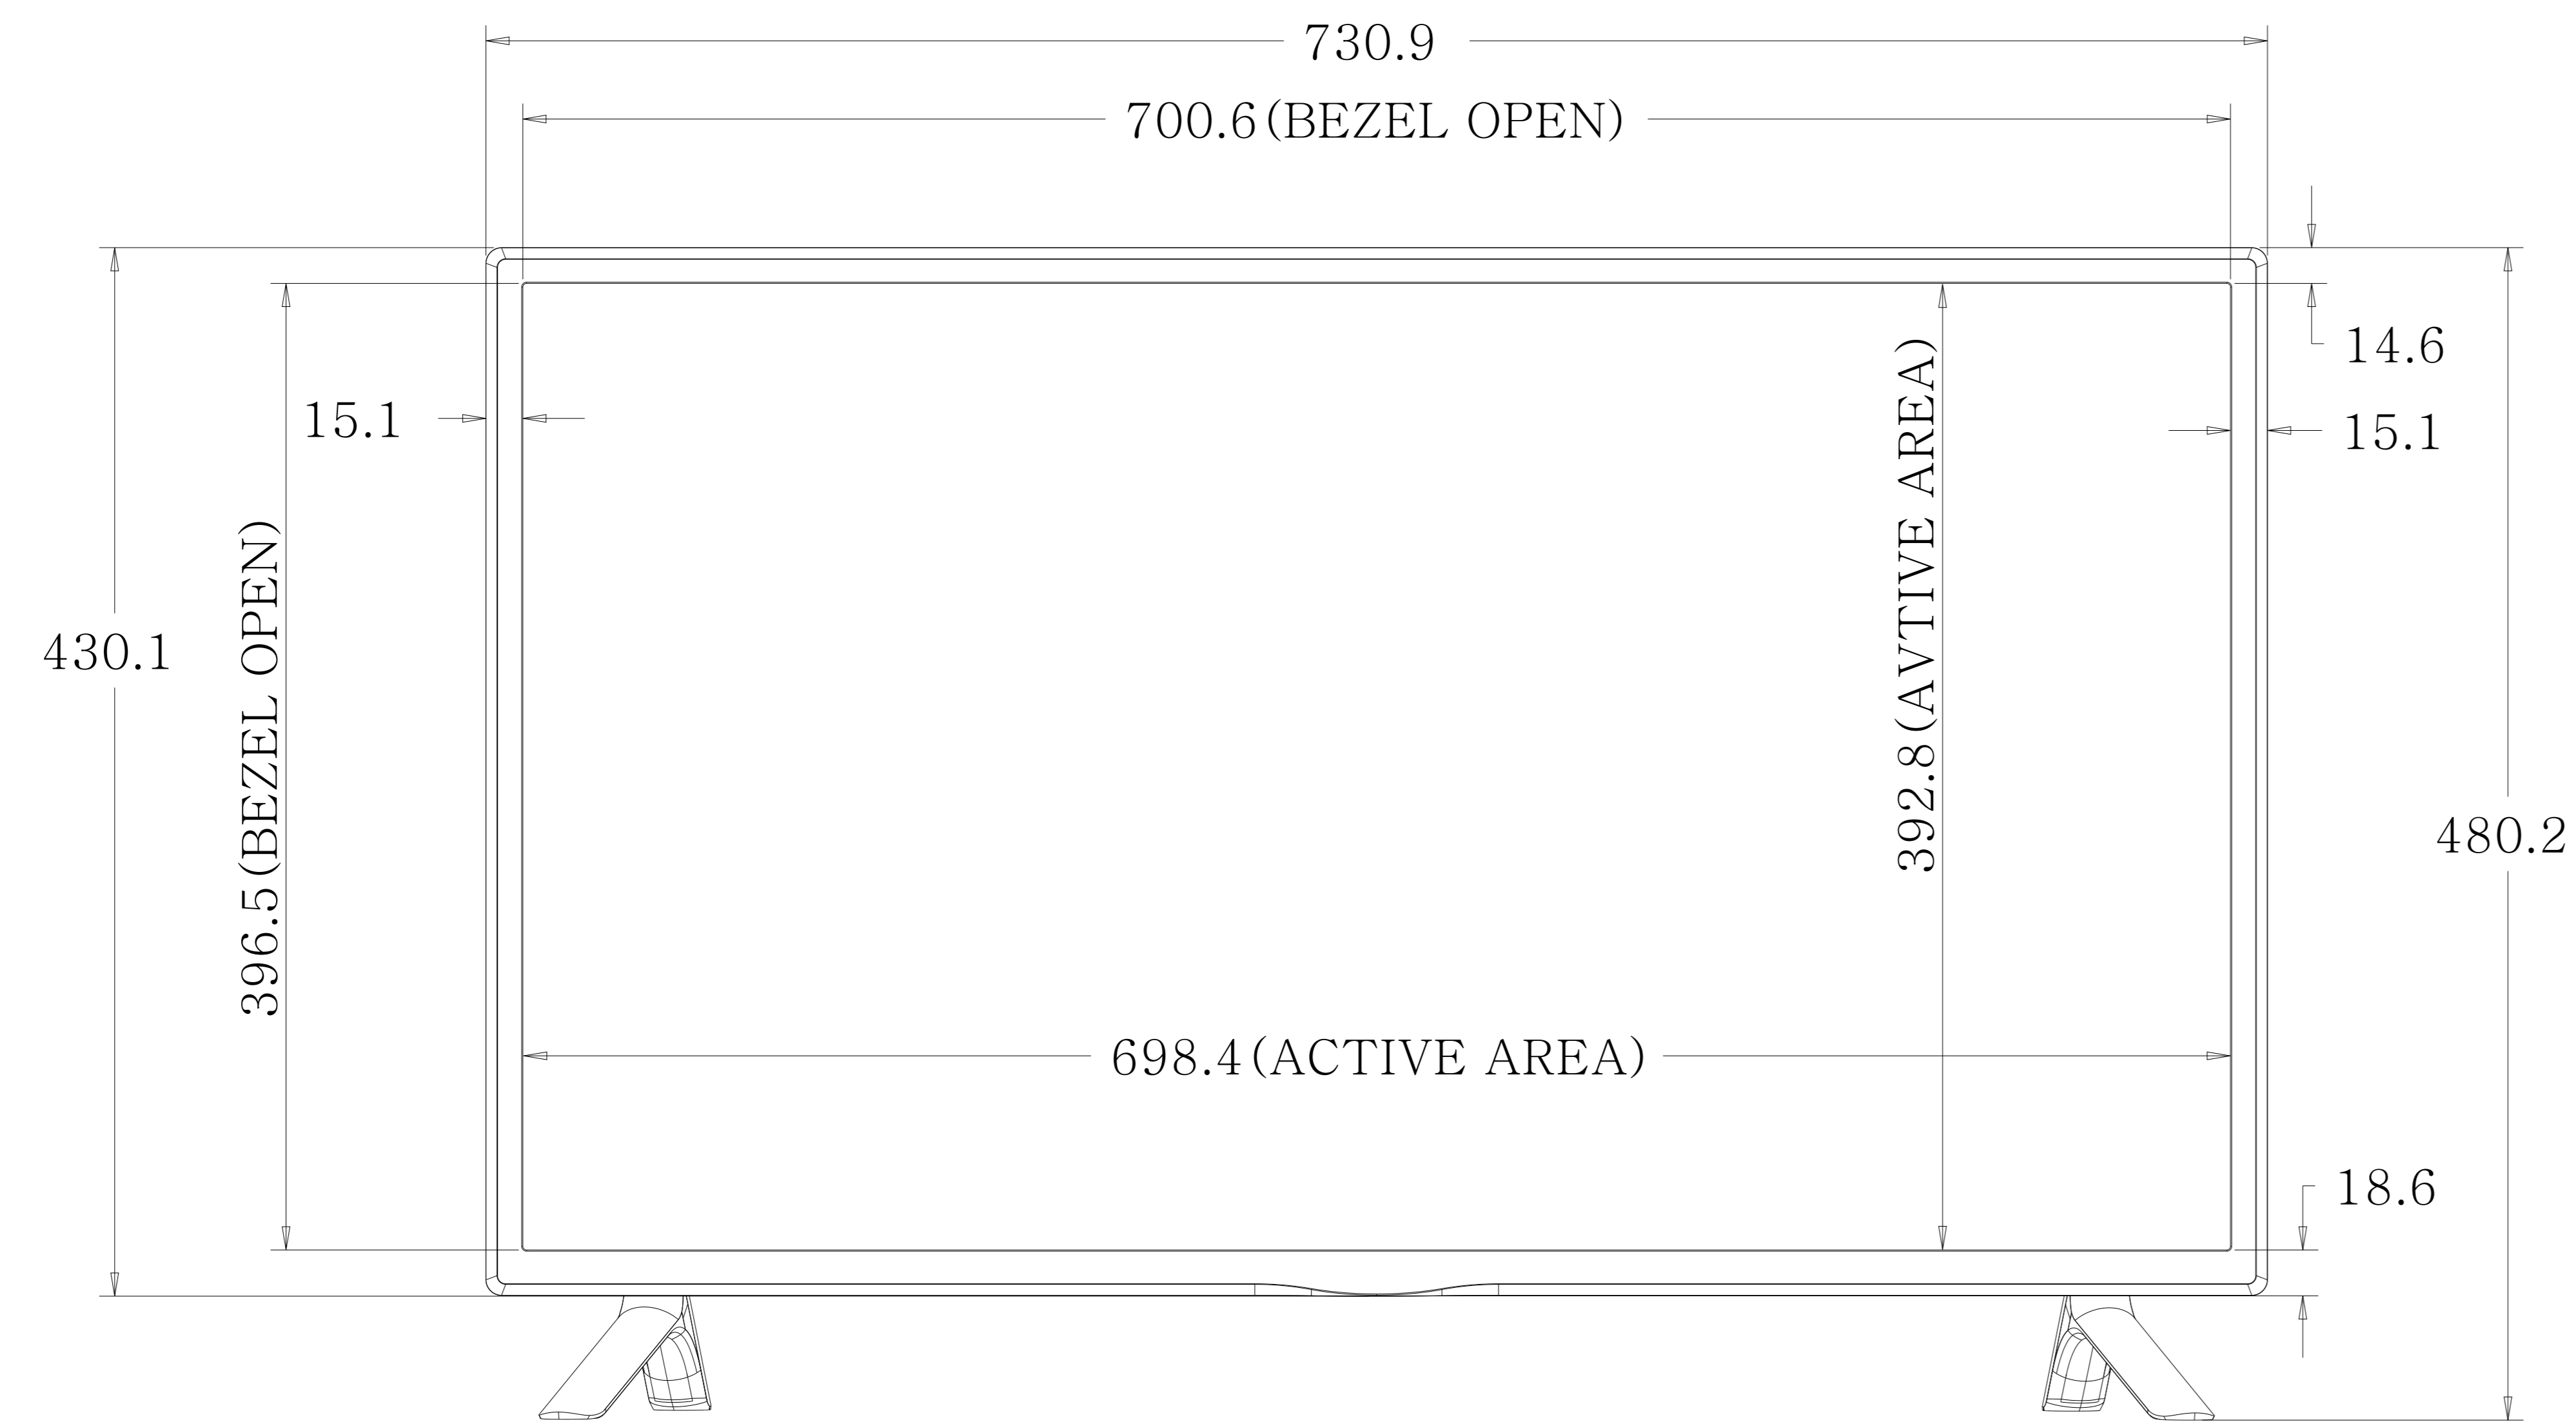 730.9
700.6(BEZEL OPEN)
14.6
15.1
15.1
430.1
396.5(BEZEL OPEN)
392.8(AVTIVE AREA)
480.2
698.4(ACTIVE AREA)
18.6